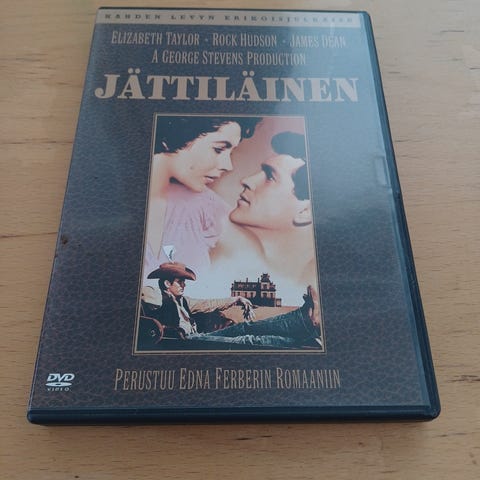 KAHDEN LEVYN ERIKOISJULKAISU
ELIZABETH TAYLOR • ROCK HUDSON • JAMES DEAN
A GEORGE STEVENS PRODUCTION
JÄTTILÄINEN
DVD
VIDEO
PERUSTUU EDNA FERBERIN ROMAANIIN